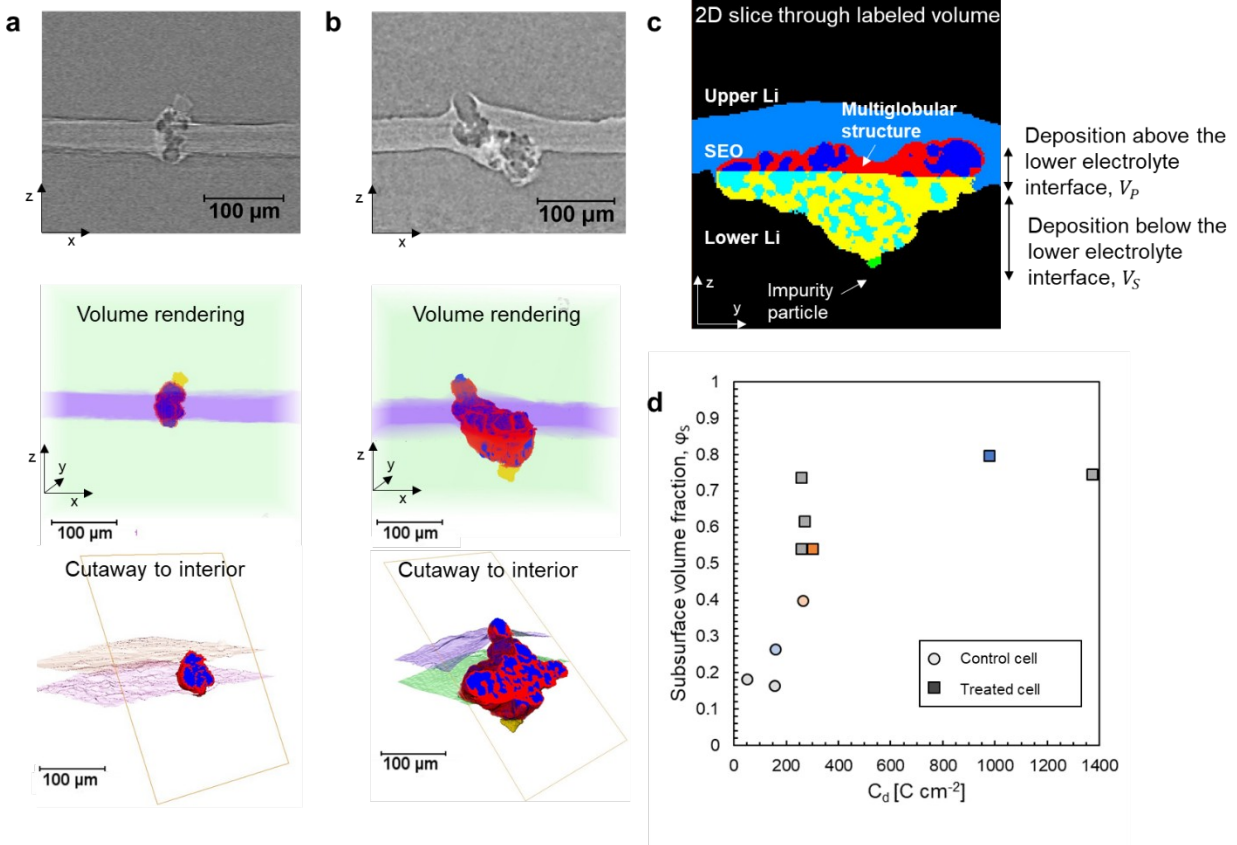 a
z
x
100 µm
Volume rendering
z
y
x
100 µm
Cutaway to interior
100 µm
b
z
x
100 µm
Volume rendering
z
y
x
100 µm
Cutaway to interior
100 µm
c
2D slice through labeled volume
Upper Li
Multiglobular
structure
SEO
Lower Li
Impurity
particle
z
y
Deposition above the
lower electrolyte
interface, V_P
Deposition below the
lower electrolyte
interface, V_S
d
Subsurface volume fraction, φ_S
1
0.9
0.8
0.7
0.6
0.5
0.4
0.3
0.2
0.1
0
0 200 400 600 800 1000 1200 1400
C_d [C cm⁻²]
Control cell
Treated cell